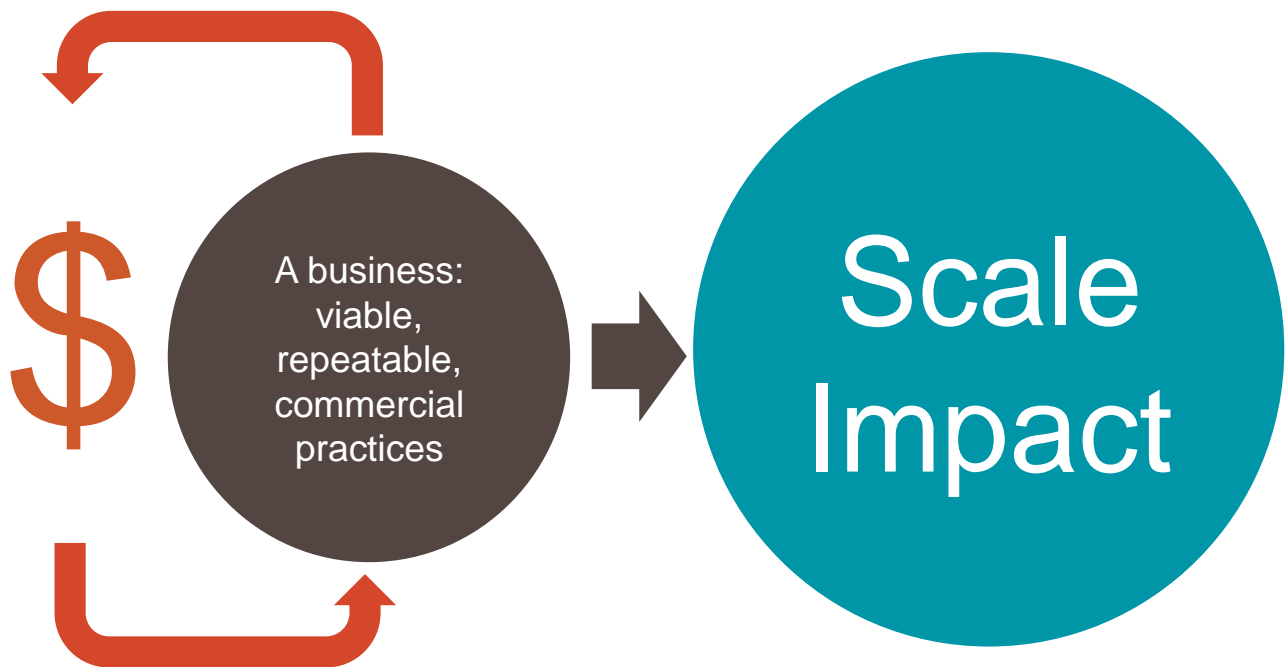 $
A business:
viable,
repeatable,
commercial
practices
Scale
Impact